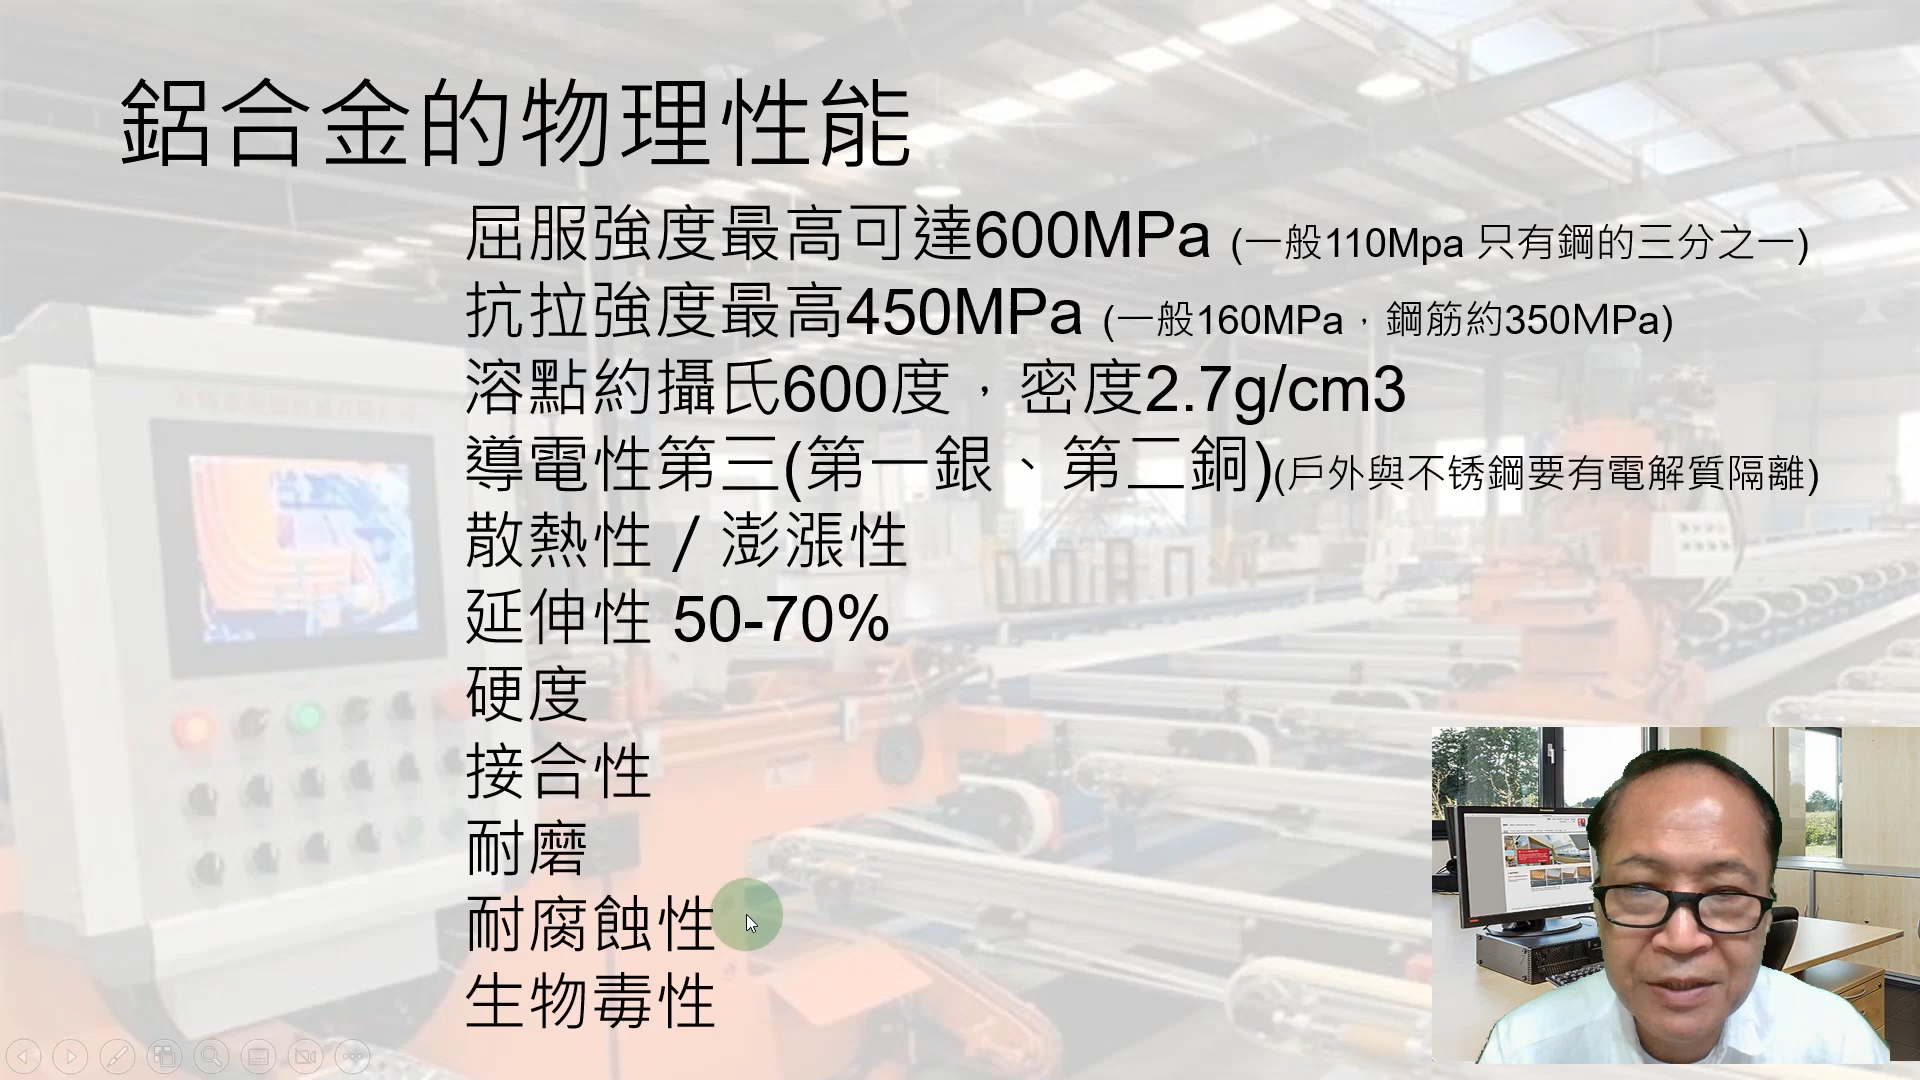 鋁合金的物理性能
屈服強度最高可達600MPa (一般110Mpa 只有鋼的三分之一)
抗拉強度最高450MPa (一般160MPa，鋼筋約350MPa)
溶點約攝氏600度，密度2.7g/cm3
導電性第三(第一銀、第二銅)(戶外與不锈鋼要有電解質隔離)
散熱性 / 澎漲性
延伸性 50-70%
硬度
接合性
耐磨
耐腐蝕性
生物毒性